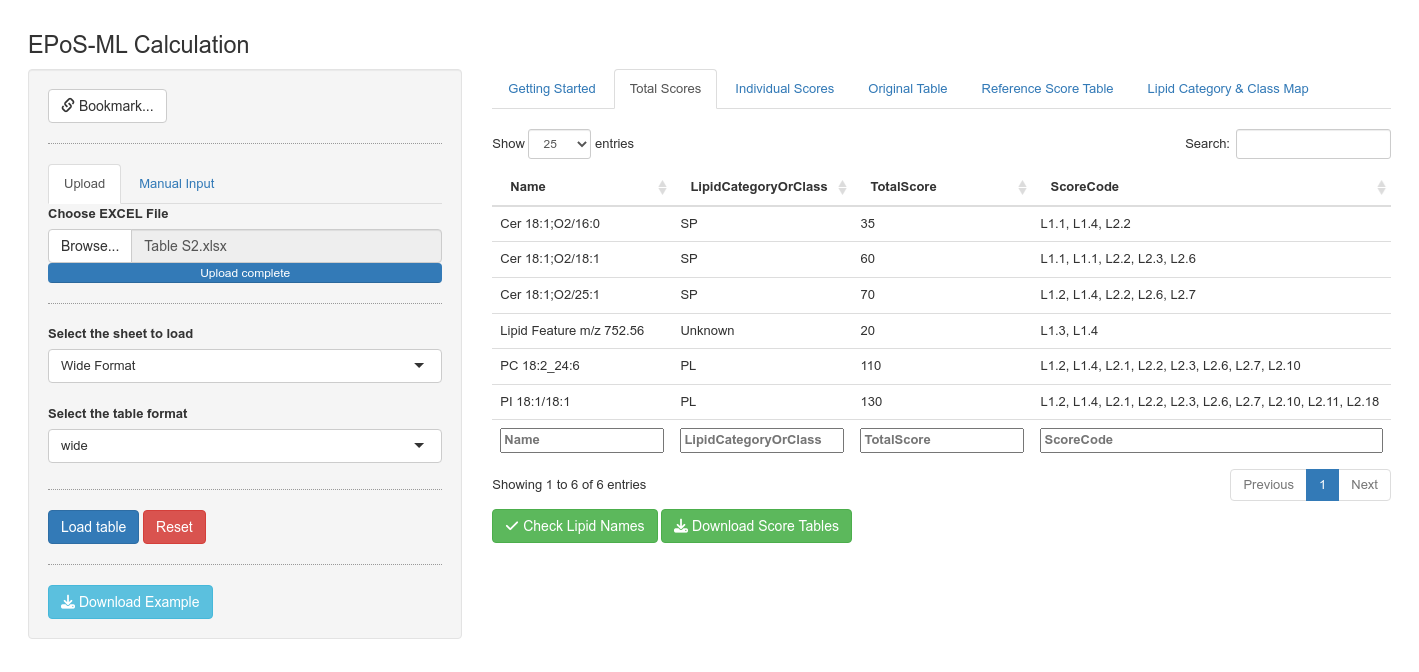 EPoS-ML Calculation
Bookmark...
Upload Manual Input
Choose EXCEL File
Browse... Table S2.xlsx
Upload complete
Select the sheet to load
Wide Format
Select the table format
wide
Load table Reset
Download Example
Getting Started Total Scores Individual Scores Original Table Reference Score Table Lipid Category & Class Map
Show 25 entries Search:
Name LipidCategoryOrClass TotalScore ScoreCode
Cer 18:1;O2/16:0 SP 35 L1.1, L1.4, L2.2
Cer 18:1;O2/18:1 SP 60 L1.1, L1.1, L2.2, L2.3, L2.6
Cer 18:1;O2/25:1 SP 70 L1.2, L1.4, L2.2, L2.6, L2.7
Lipid Feature m/z 752.56 Unknown 20 L1.3, L1.4
PC 18:2_24:6 PL 110 L1.2, L1.4, L2.1, L2.2, L2.3, L2.6, L2.7, L2.10
PI 18:1/18:1 PL 130 L1.2, L1.4, L2.1, L2.2, L2.3, L2.6, L2.7, L2.10, L2.11, L2.18
Name LipidCategoryOrClass TotalScore ScoreCode
Showing 1 to 6 of 6 entries Previous 1 Next
Check Lipid Names Download Score Tables